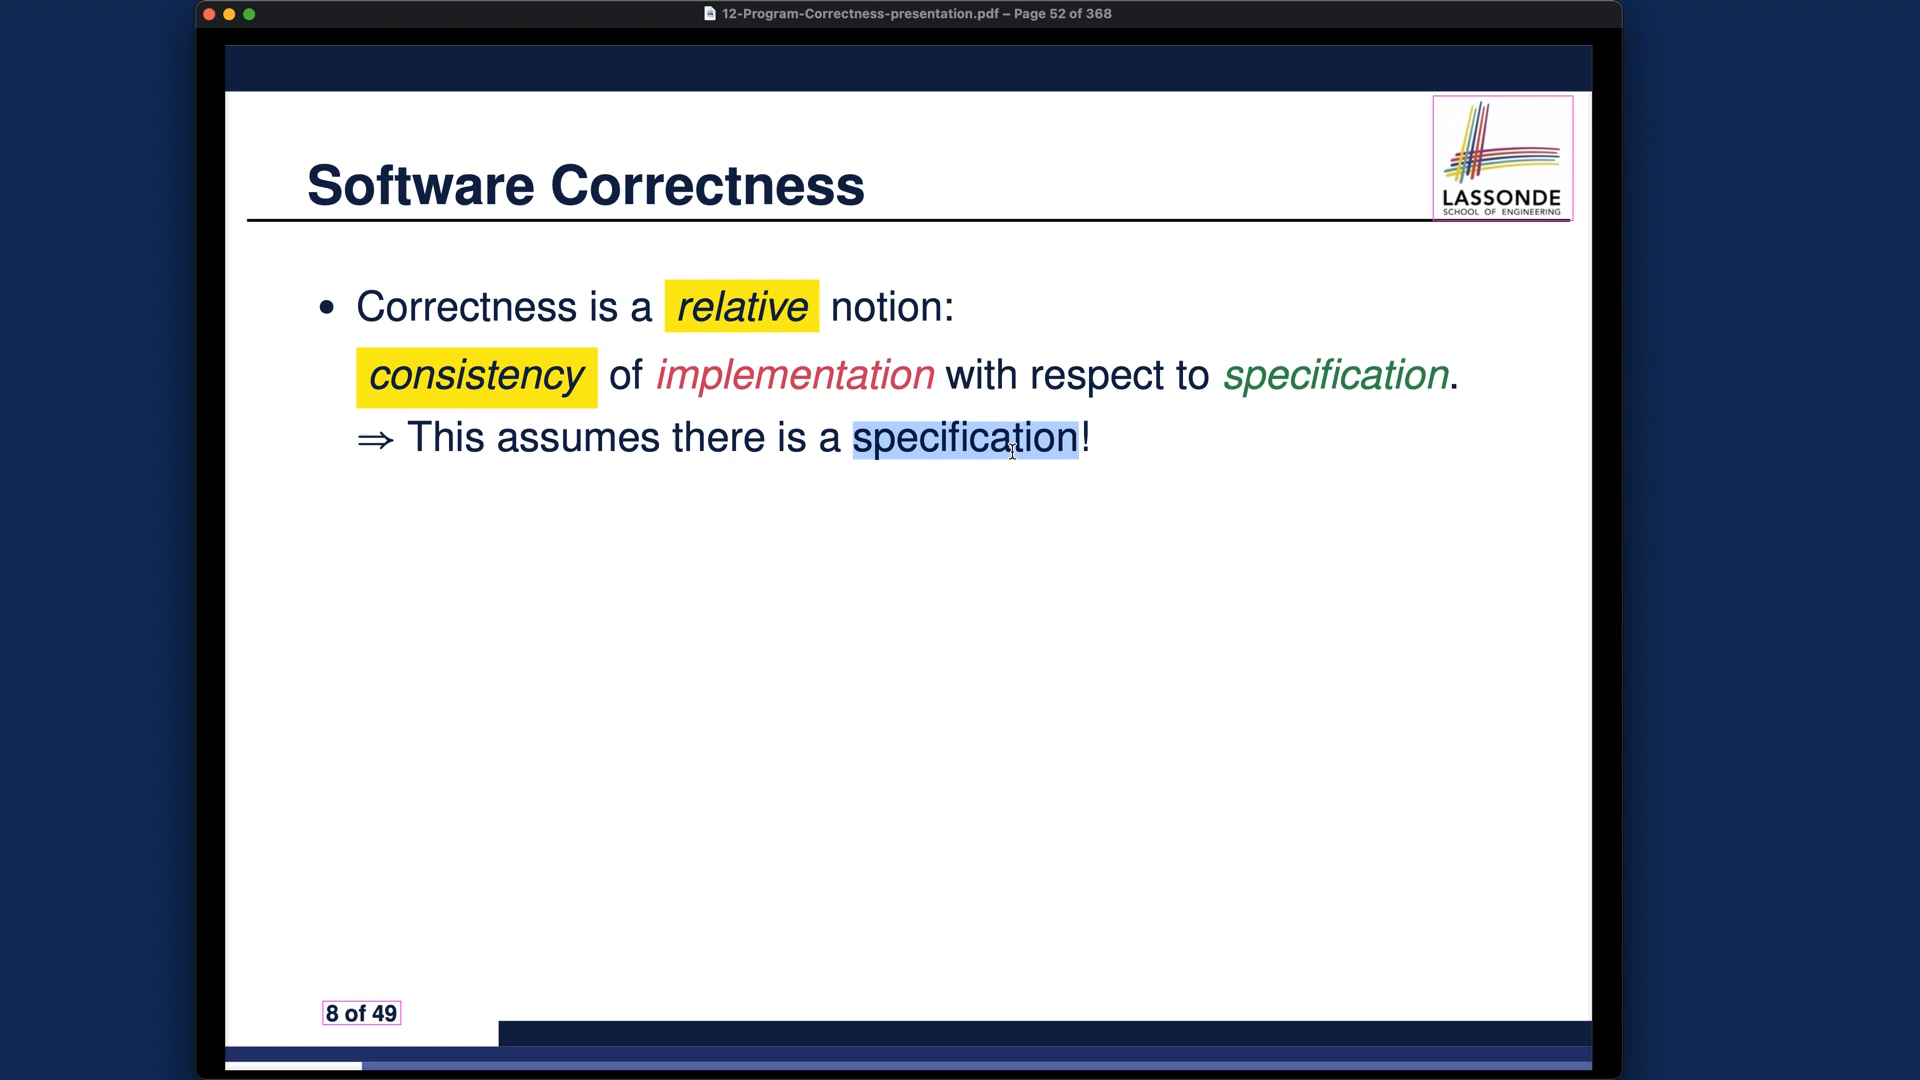 12-Program-Correctness-presentation.pdf – Page 52 of 368
LASSONDE
SCHOOL OF ENGINEERING
Software Correctness
• Correctness is a relative notion:
consistency of implementation with respect to specification.
⇒ This assumes there is a specification!
8 of 49